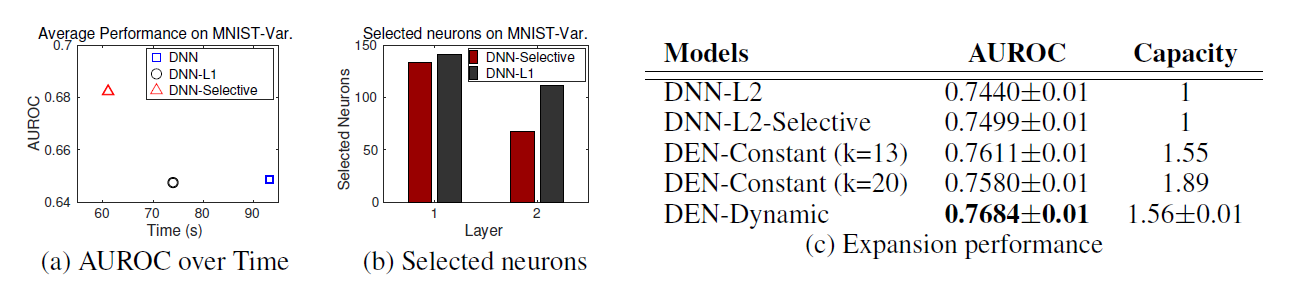 Average Performance on MNIST-Var.
0.7
0.68
0.66
0.64
AUROC
DNN
DNN-L1
DNN-Selective
60 70 80 90
Time (s)
(a) AUROC over Time
Selected neurons on MNIST-Var.
150
100
50
0
Selected Neurons
DNN-Selective
DNN-L1
1 2
Layer
(b) Selected neurons
Models AUROC Capacity
DNN-L2 0.7440±0.01 1
DNN-L2-Selective 0.7499±0.01 1
DEN-Constant (k=13) 0.7611±0.01 1.55
DEN-Constant (k=20) 0.7580±0.01 1.89
DEN-Dynamic 0.7684±0.01 1.56±0.01
(c) Expansion performance